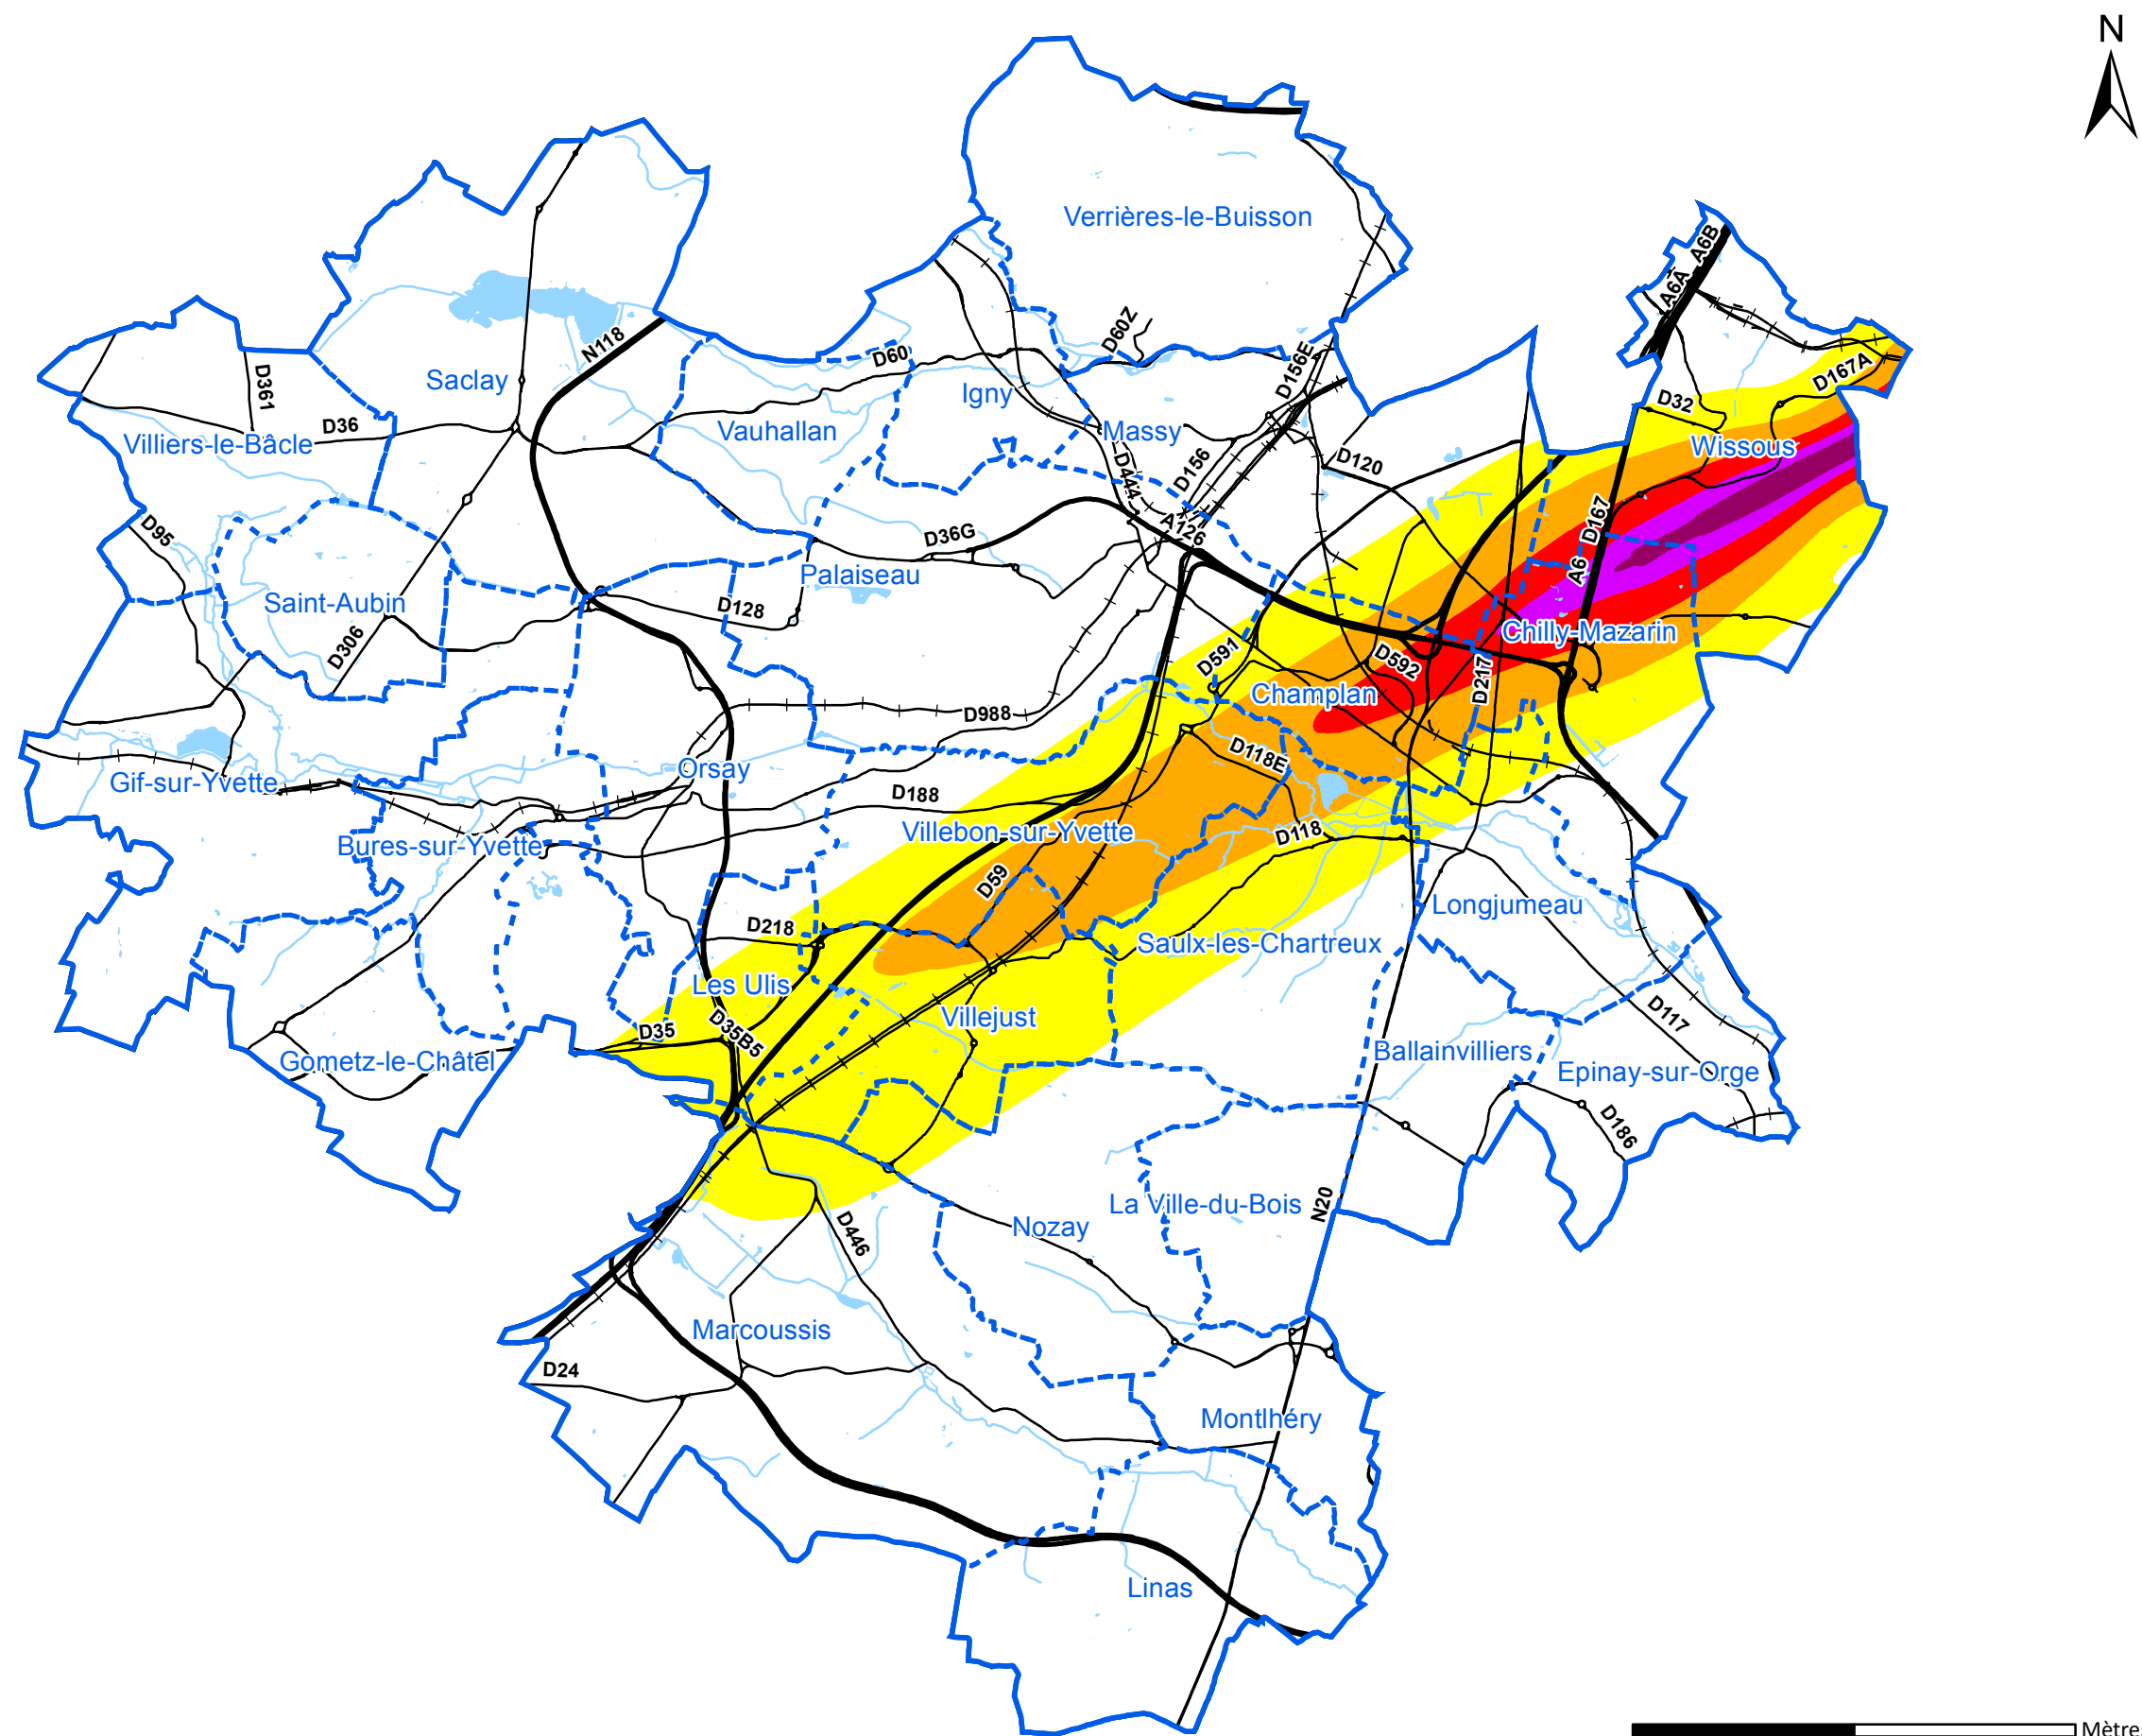 N
Verrières-le-Buisson
A6B
A6A
D60Z
N118
D60
D156E
D167A
D361
Saclay
Igny
D32
D36
Vauhallan
Massy
Villiers-le-Bâcle
Wissous
D444
D156
D120
D95
D36G
A126
D167
Palaiseau
A6
Saint-Aubin
D128
D306
Chilly-Mazarin
D591
D592
D217
Champlan
D988
D118E
Orsay
Gif-sur-Yvette
D188
Villebon-sur-Yvette
D118
Bures-sur-Yvette
D59
Longjumeau
D218
Saulx-les-Chartreux
Les Ulis
Villejust
D117
D35
D35B5
Ballainvilliers
Gometz-le-Châtel
Epinay-sur-Orge
D186
La Ville-du-Bois
N20
Nozay
D446
Marcoussis
D24
Montlhéry
Linas
Mètre